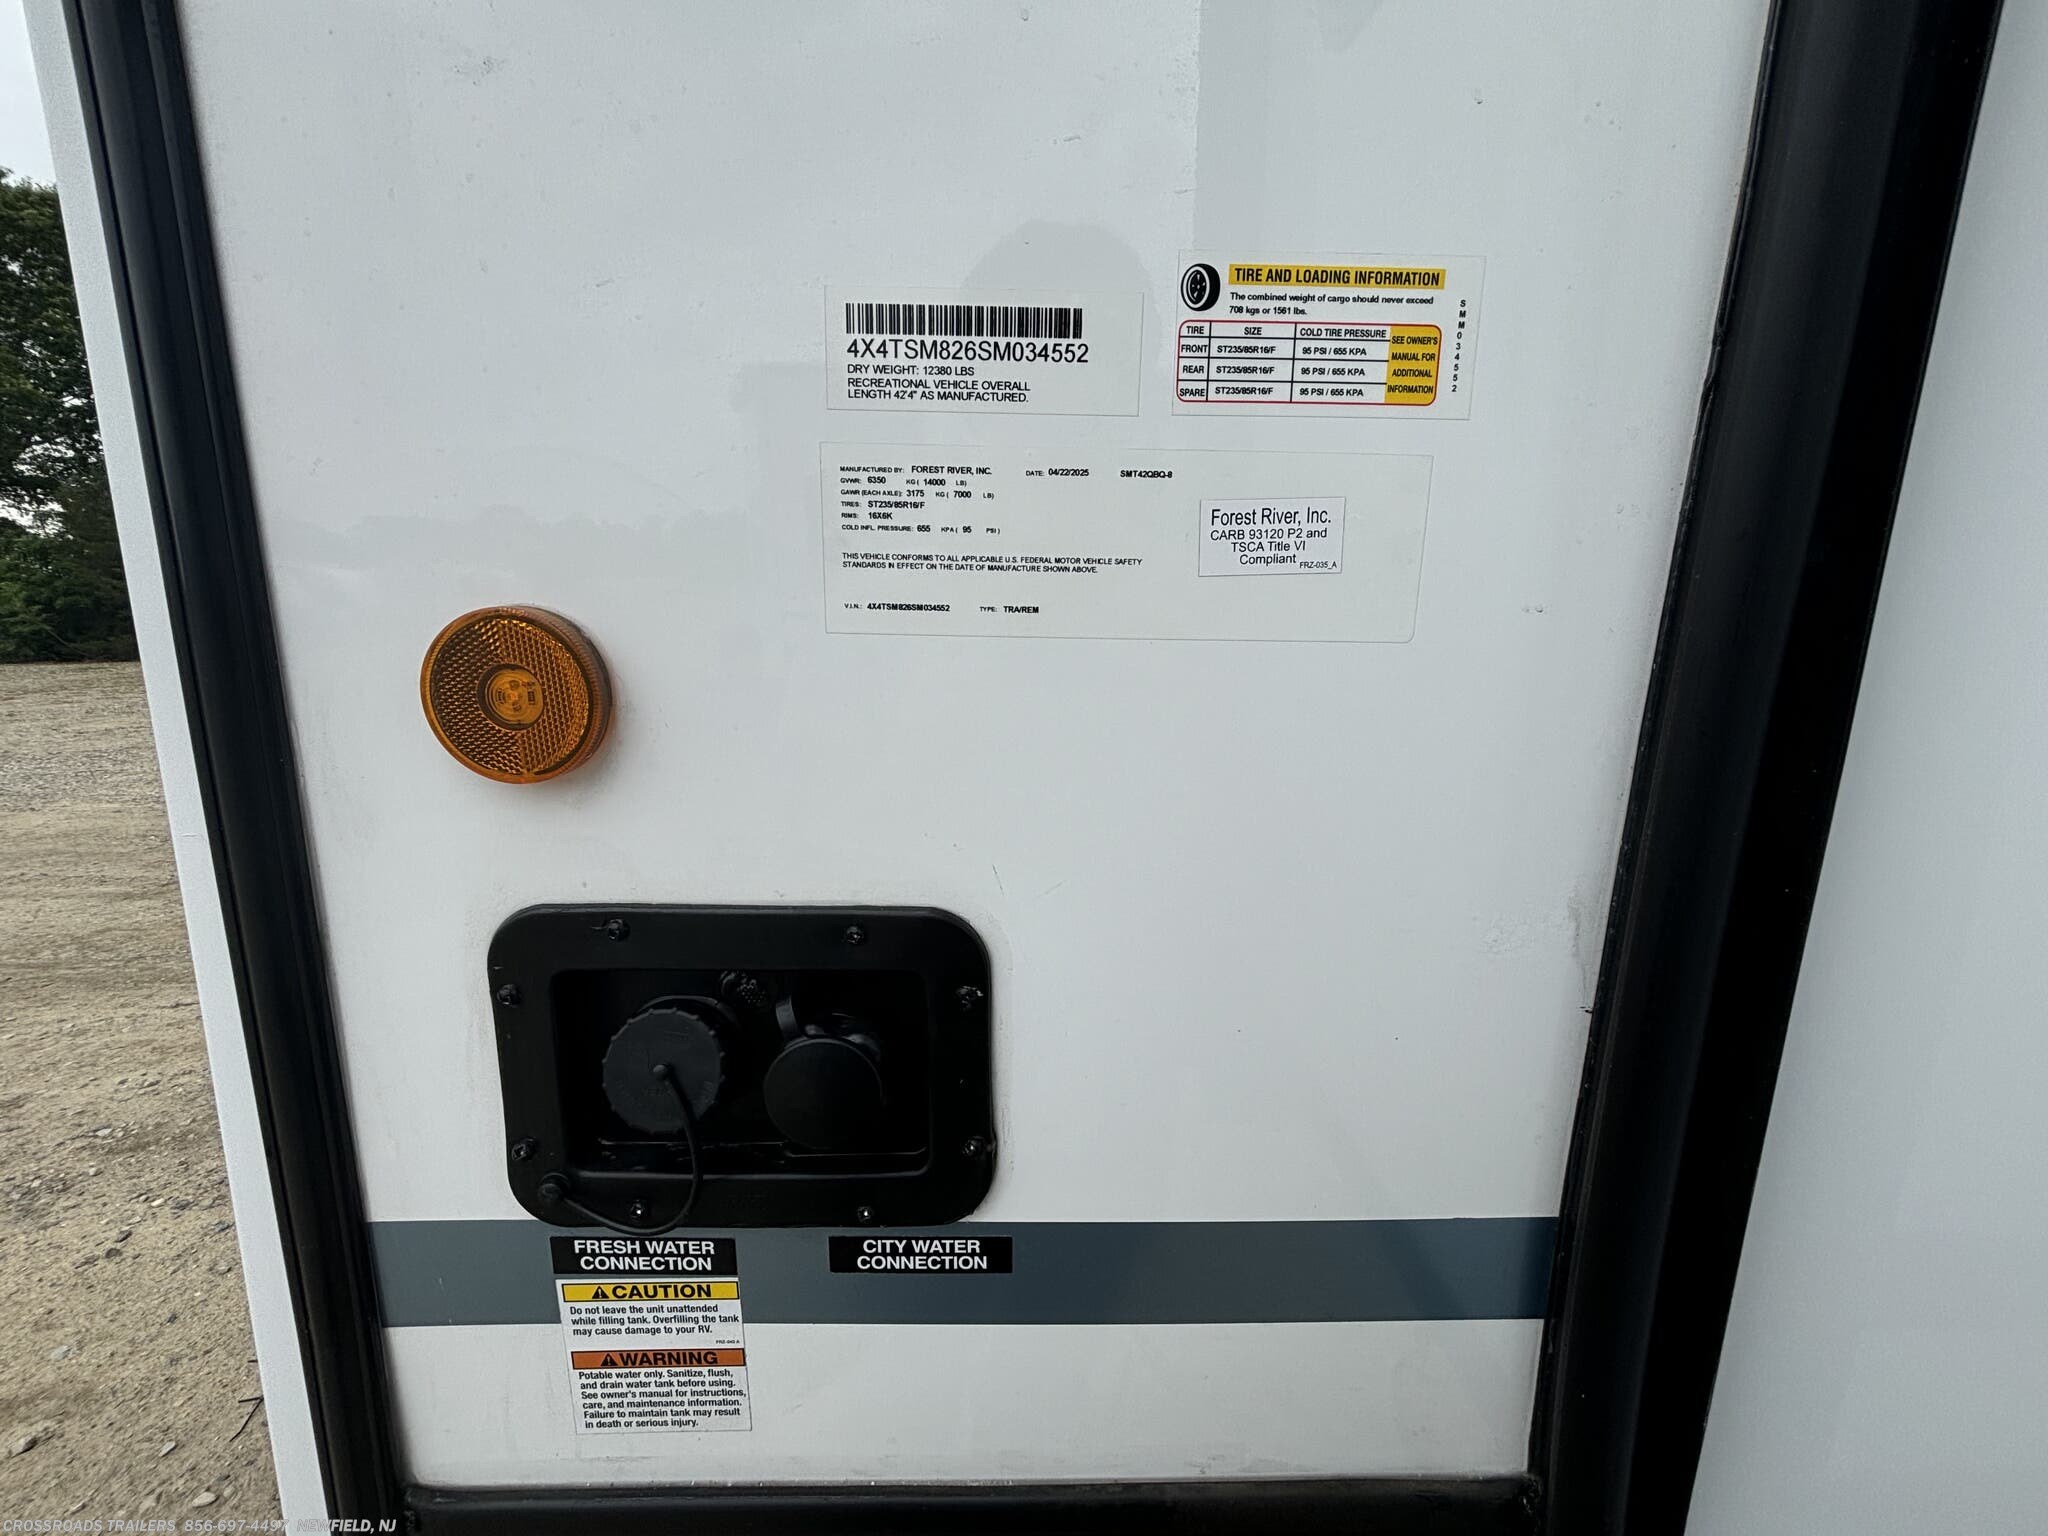 4X4TSM826SM034552
DRY WEIGHT: 12380 LBS
RECREATIONAL VEHICLE OVERALL
LENGTH 42'4" AS MANUFACTURED.
TIRE AND LOADING INFORMATION
The combined weight of cargo should never exceed
708 kgs or 1561 lbs.
TIRE SIZE COLD TIRE PRESSURE
FRONT ST235/85R16/F 95 PSI / 655 KPA
REAR ST235/85R16/F 95 PSI / 655 KPA
SPARE ST235/85R16/F 95 PSI / 655 KPA
SEE OWNER'S
MANUAL FOR
ADDITIONAL
INFORMATION
SMM034552
MANUFACTURED BY: FOREST RIVER, INC. DATE: 04/22/2025 SMT42QBQ-8
GVWR: 6350 KG ( 14000 LB)
GAWR (EACH AXLE): 3175 KG ( 7000 LB)
TIRES: ST235/85R16/F
RIMS: 16X6K
COLD INFL. PRESSURE: 655 KPA ( 95 PSI )
THIS VEHICLE CONFORMS TO ALL APPLICABLE U.S. FEDERAL MOTOR VEHICLE SAFETY
STANDARDS IN EFFECT ON THE DATE OF MANUFACTURE SHOWN ABOVE.
V.I.N.: 4X4TSM826SM034552 TYPE: TRA/REM
Forest River, Inc.
CARB 93120 P2 and
TSCA Title VI
Compliant FRZ-035_A
FRESH WATER
CONNECTION
CITY WATER
CONNECTION
CAUTION
Do not leave the unit unattended
while filling tank. Overfilling the tank
may cause damage to your RV.
FRZ-043 A
WARNING
Potable water only. Sanitize, flush,
and drain water tank before using.
See owner's manual for instructions,
care, and maintenance information.
Failure to maintain tank may result
in death or serious injury.
CROSSROADS TRAILERS 856-697-4497 NEWFIELD, NJ